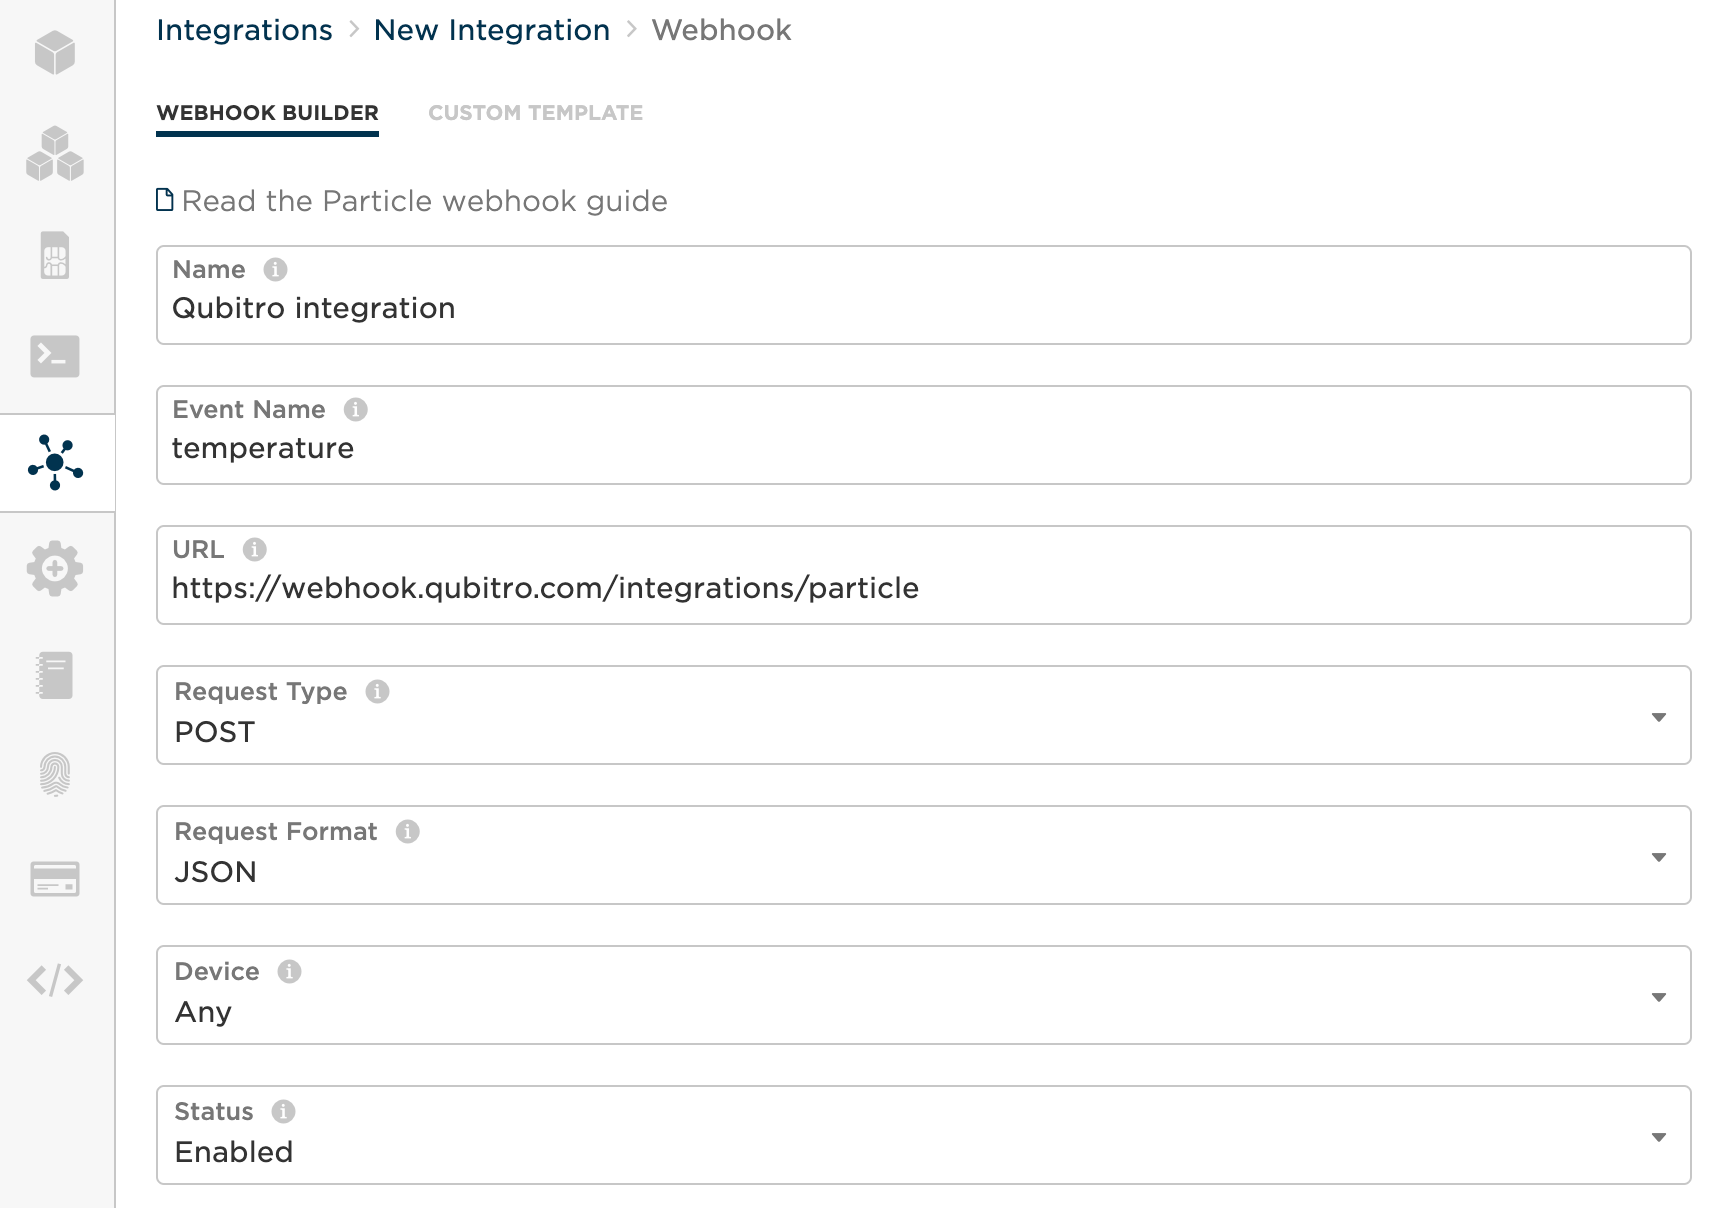 Integrations > New Integration > Webhook
WEBHOOK BUILDER CUSTOM TEMPLATE
Read the Particle webhook guide
Name
Qubitro integration
Event Name
temperature
URL
https://webhook.qubitro.com/integrations/particle
Request Type
POST
Request Format
JSON
Device
Any
Status
Enabled